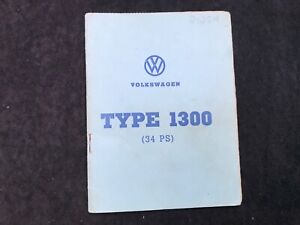 VOLKSWAGEN
TYPE 1300
(34 PS)